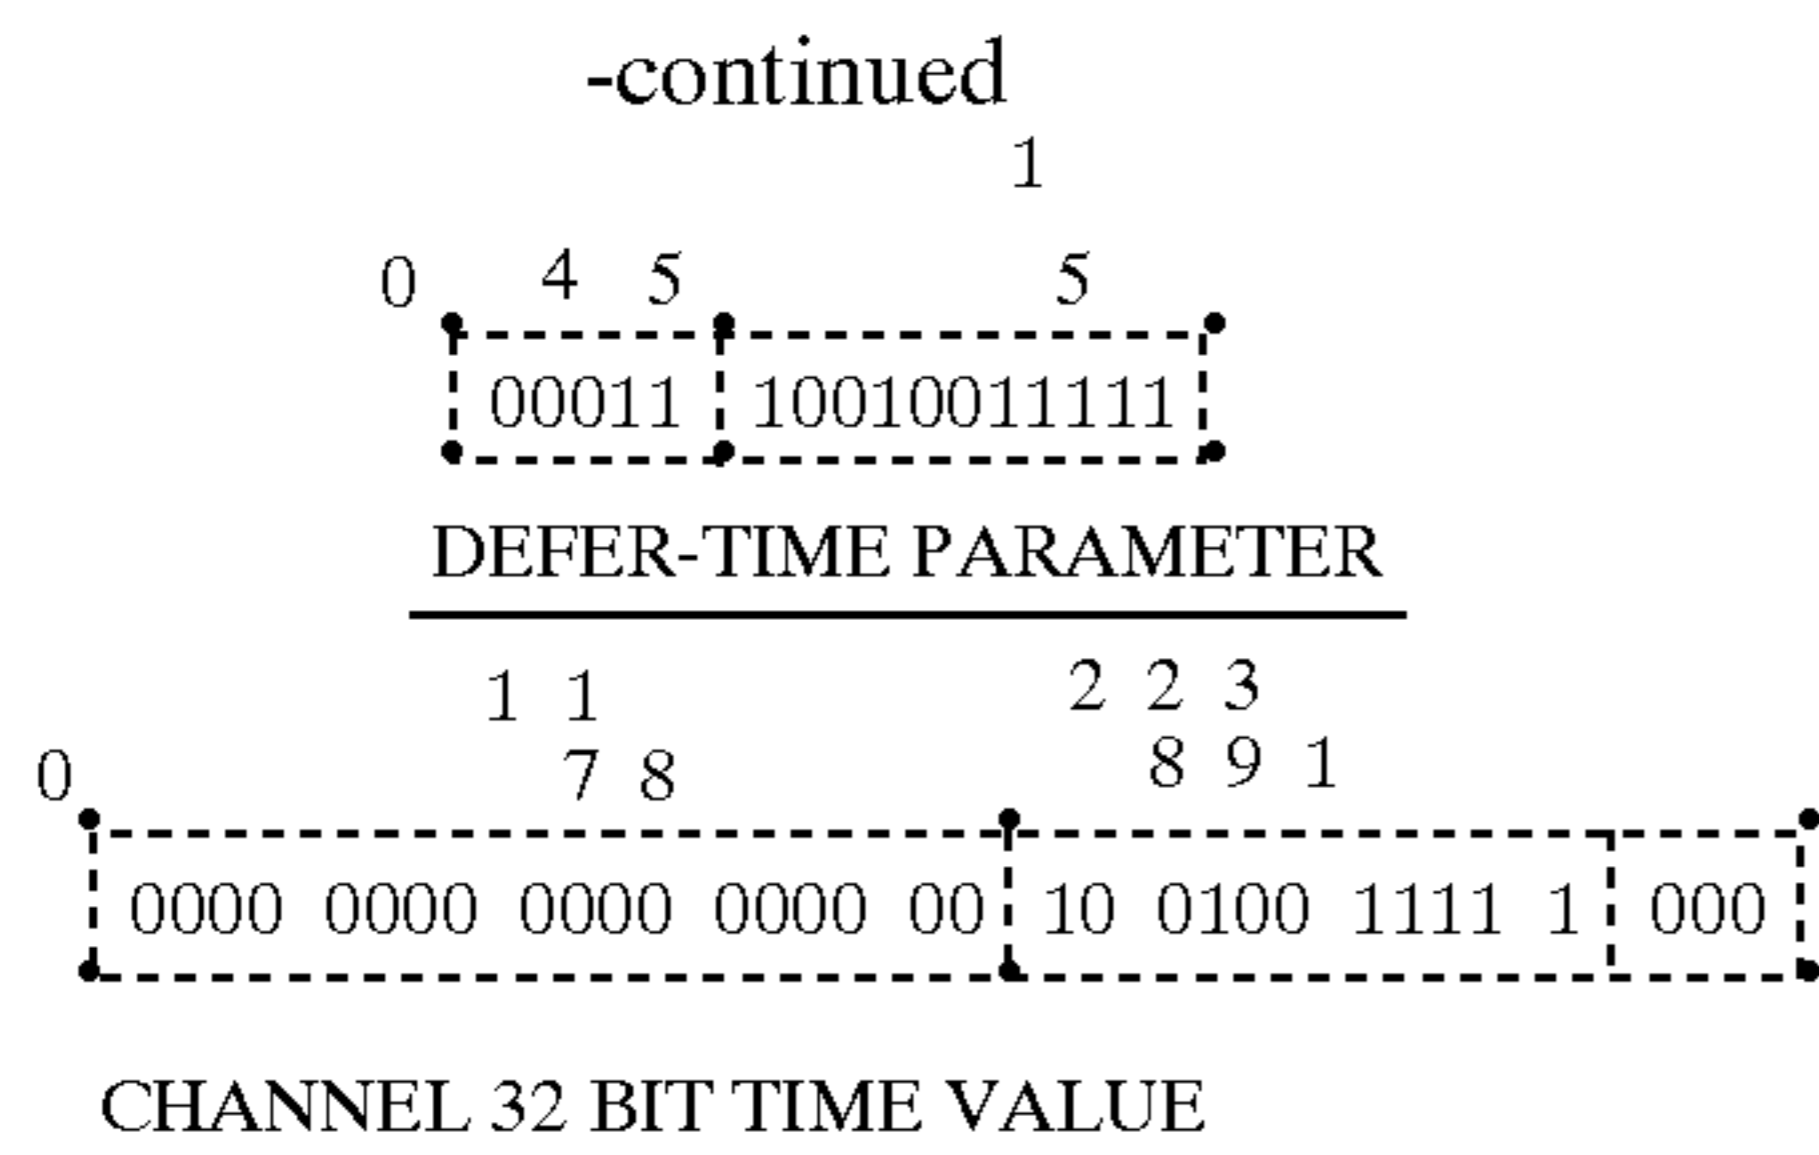 -continued
1
0 4 5 5
00011 10010011111
DEFER-TIME PARAMETER
1 1 2 2 3
0 7 8 8 9 1
0000 0000 0000 0000 00 10 0100 1111 1 000
CHANNEL 32 BIT TIME VALUE